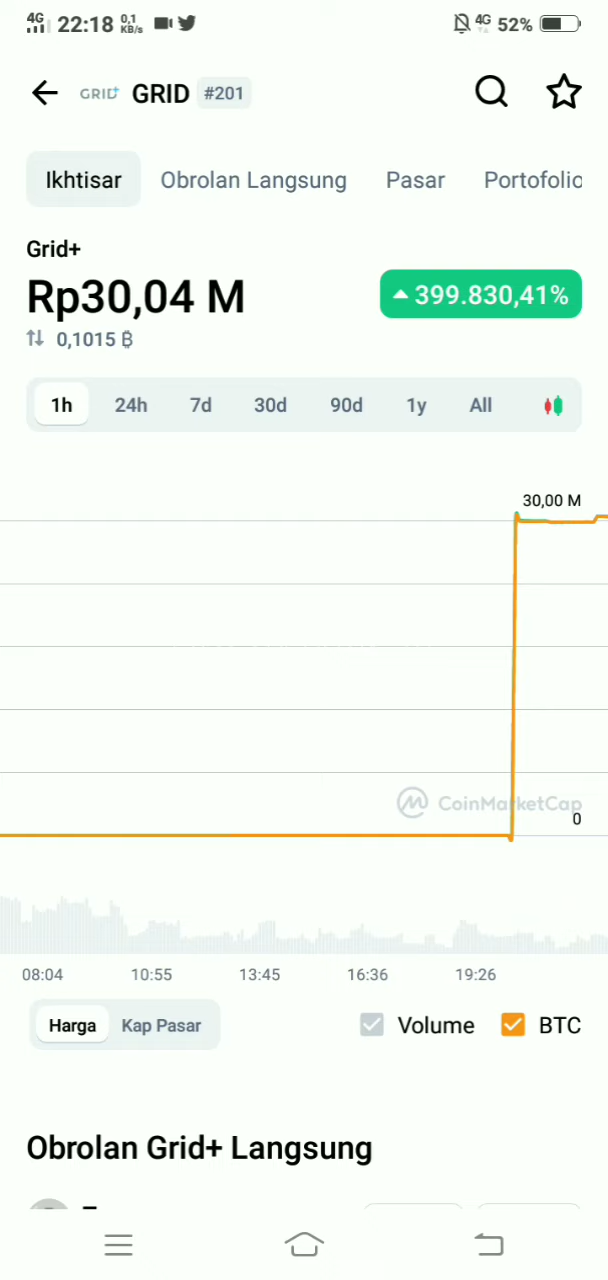 4G 22:18 0,1 KB/s 4G 52%
GRID+ GRID #201
Ikhtisar Obrolan Langsung Pasar Portofolio
Grid+
Rp30,04 M 399.830,41%
0,1015 ₿
1h 24h 7d 30d 90d 1y All
30,00 M
CoinMarketCap
0
08:04 10:55 13:45 16:36 19:26
Harga Kap Pasar Volume BTC
Obrolan Grid+ Langsung